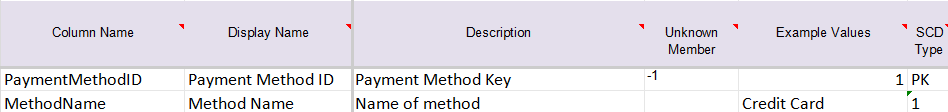 Column Name Display Name Description Unknown Member Example Values SCD Type
PaymentMethodID Payment Method ID Payment Method Key -1 1 PK
MethodName Method Name Name of method Credit Card 1